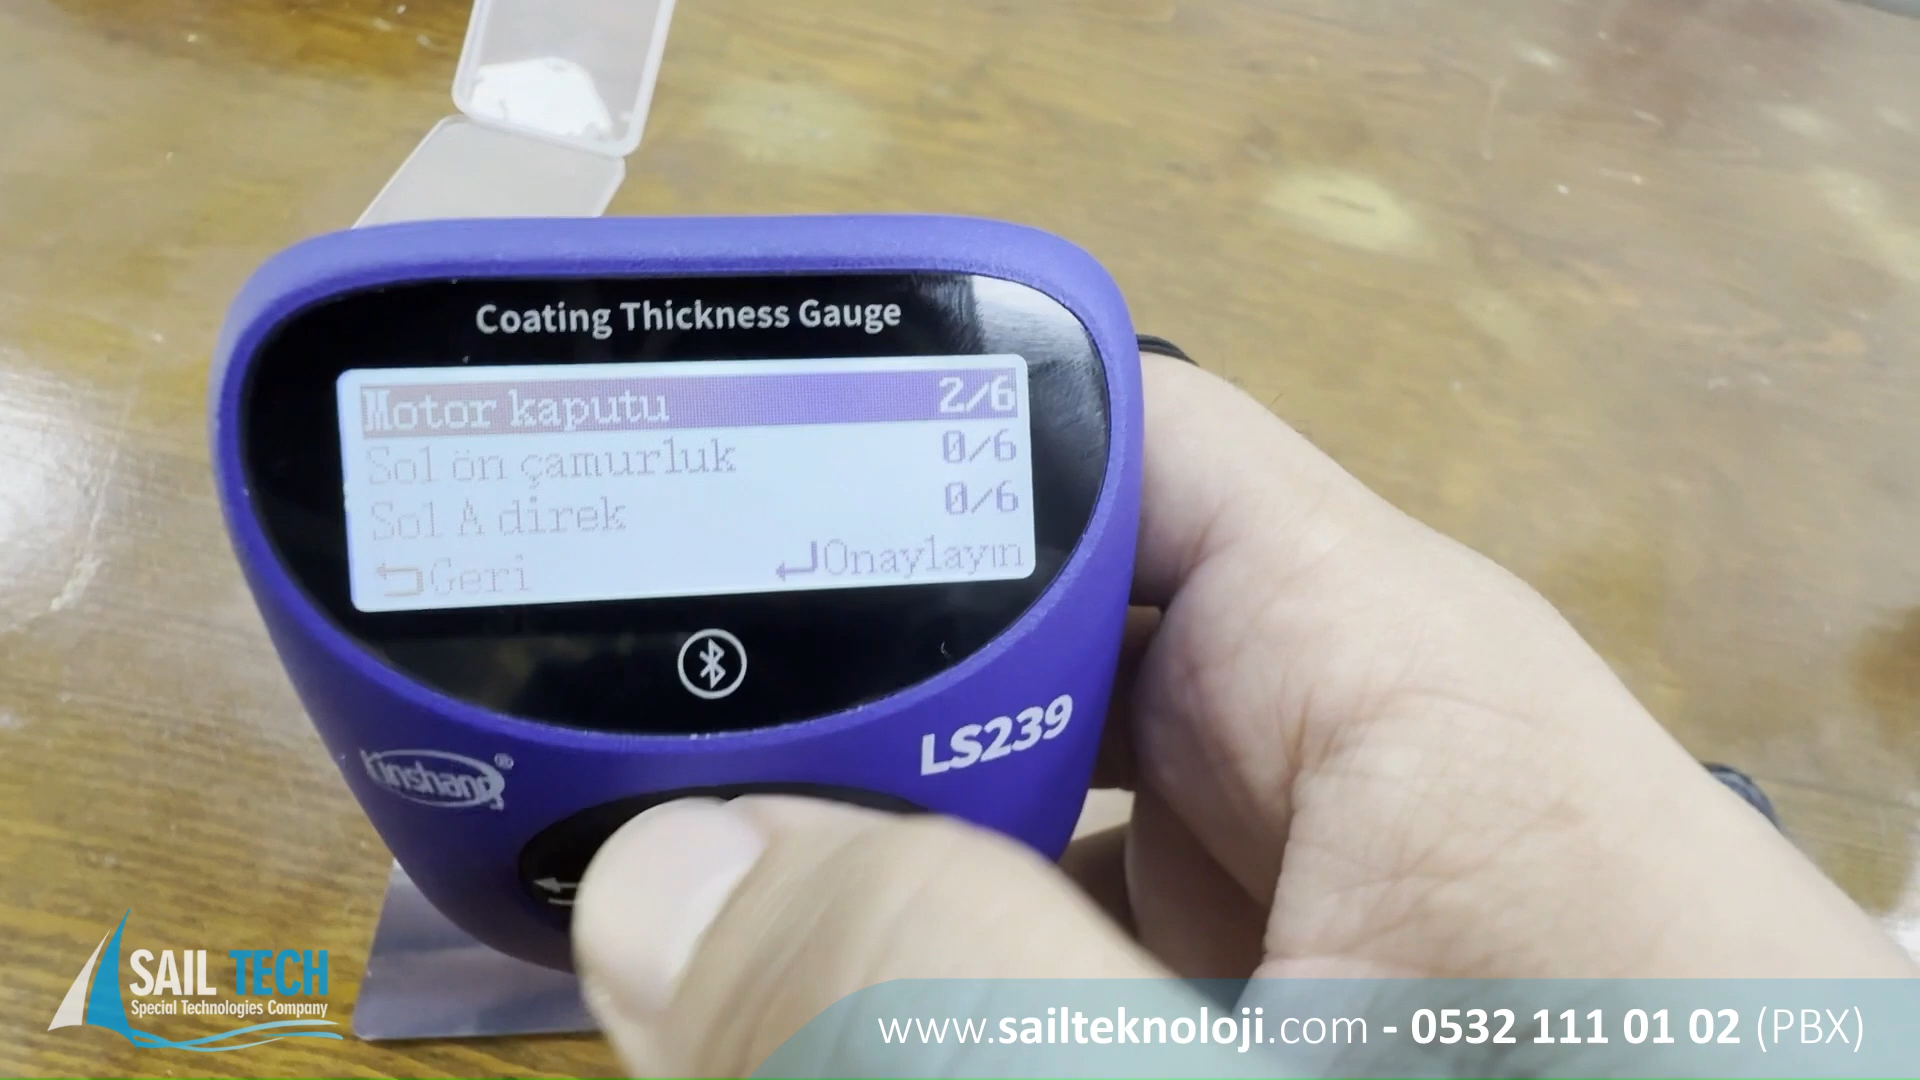 Coating Thickness Gauge
Motor kaputu 2/6
Sol ön çamurluk 0/6
Sol A direk 0/6
Geri Onaylayın
LS239
kinshang®
SAIL TECH
Special Technologies Company
www.sailteknoloji.com - 0532 111 01 02 (PBX)